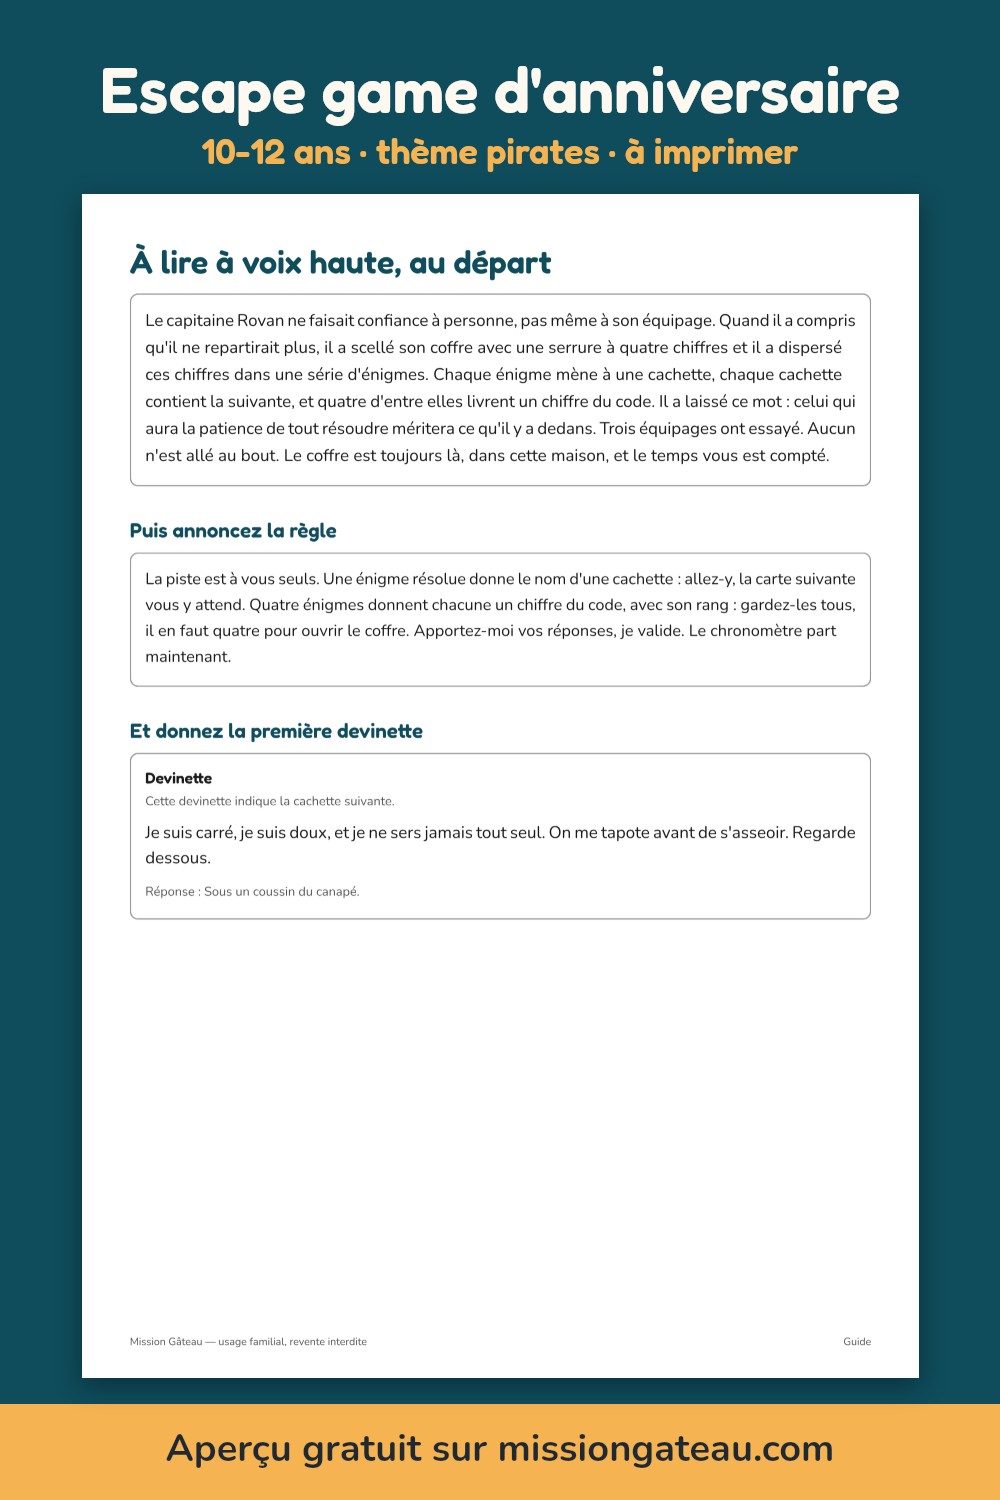 Escape game d'anniversaire
10-12 ans · thème pirates · à imprimer
À lire à voix haute, au départ
Le capitaine Rovan ne faisait confiance à personne, pas même à son équipage. Quand il a compris
qu'il ne repartirait plus, il a scellé son coffre avec une serrure à quatre chiffres et il a dispersé
ces chiffres dans une série d'énigmes. Chaque énigme mène à une cachette, chaque cachette
contient la suivante, et quatre d'entre elles livrent un chiffre du code. Il a laissé ce mot : celui qui
aura la patience de tout résoudre méritera ce qu'il y a dedans. Trois équipages ont essayé. Aucun
n'est allé au bout. Le coffre est toujours là, dans cette maison, et le temps vous est compté.
Puis annoncez la règle
La piste est à vous seuls. Une énigme résolue donne le nom d'une cachette : allez-y, la carte suivante
vous y attend. Quatre énigmes donnent chacune un chiffre du code, avec son rang : gardez-les tous,
il en faut quatre pour ouvrir le coffre. Apportez-moi vos réponses, je valide. Le chronomètre part
maintenant.
Et donnez la première devinette
Devinette
Cette devinette indique la cachette suivante.
Je suis carré, je suis doux, et je ne sers jamais tout seul. On me tapote avant de s'asseoir. Regarde
dessous.
Réponse : Sous un coussin du canapé.
Mission Gâteau — usage familial, revente interdite
Guide
Aperçu gratuit sur missiongateau.com